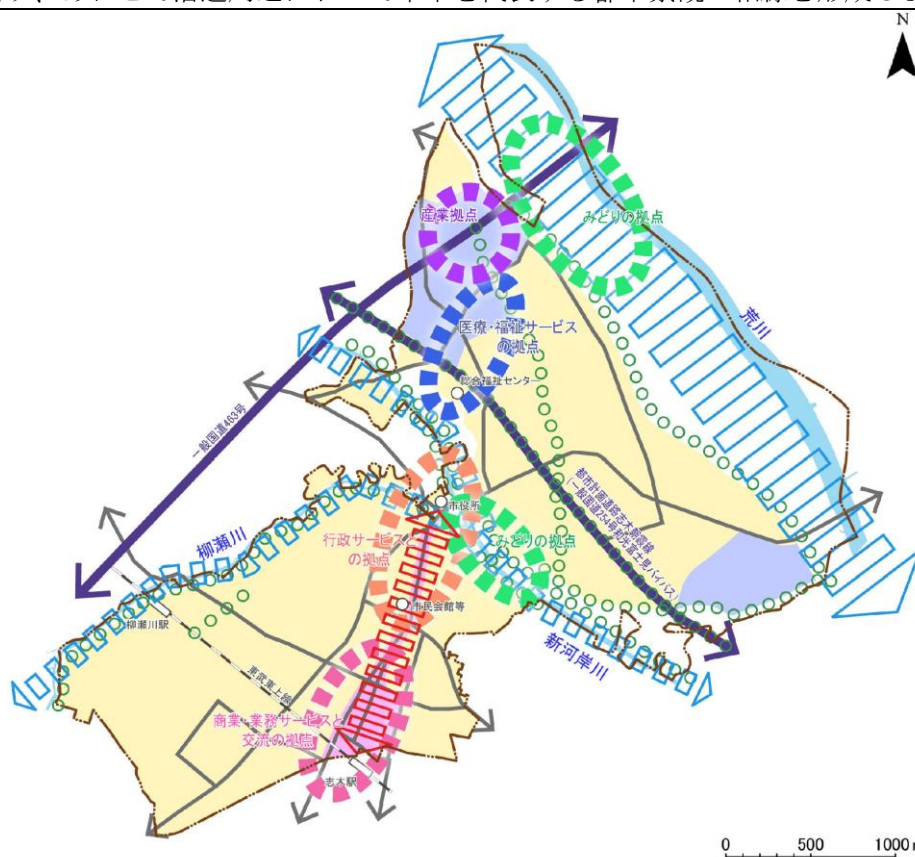 N
産業拠点
みどりの拠点
荒川
医療・福祉サービス
の拠点
総合福祉センター
一般国道463号
都市計画道路志木朝霞線
(一般国道254号和光富士見バイパス)
市役所
柳瀬川
行政サービスと
の拠点
みどりの拠点
市民会館等
柳瀬川駅
新河岸川
東武東上線
商業・業務サービスと
交流の拠点
志木駅
0 500 1000m